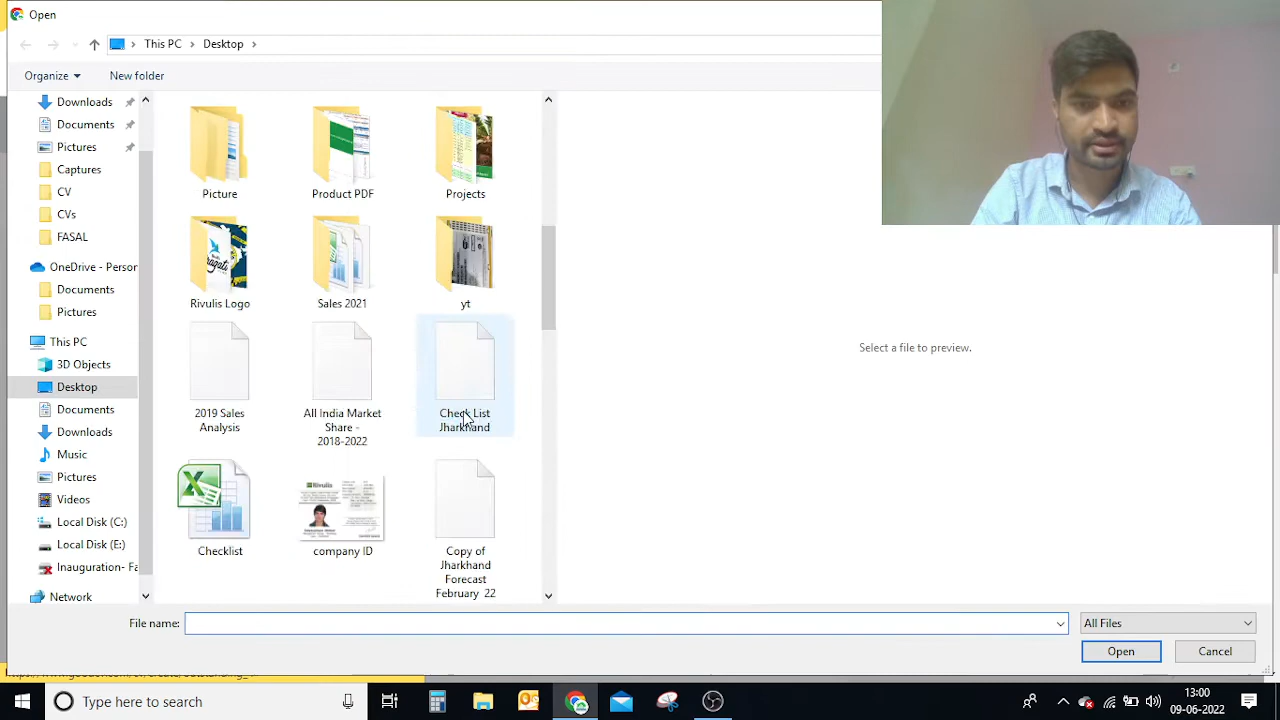 Open
This PC
Desktop
Organize
New folder
Downloads
Documents
Pictures
Captures
CV
CVs
FASAL
OneDrive - Person
Documents
Pictures
This PC
3D Objects
Desktop
Documents
Downloads
Music
Pictures
Videos
Local Disk (C:)
Local Disk (E:)
Inauguration- Fa
Network
Picture
Product PDF
Projects
Rivulis Logo
Sales 2021
yt
2019 Sales
Analysis
All India Market
Share -
2018-2022
Check List
Jharkhand
Checklist
Rivulis
company ID
Copy of
Jharkhand
Forecast
February 22
Select a file to preview.
File name:
All Files
Open
Cancel
Type here to search
13:00
09-06-2022